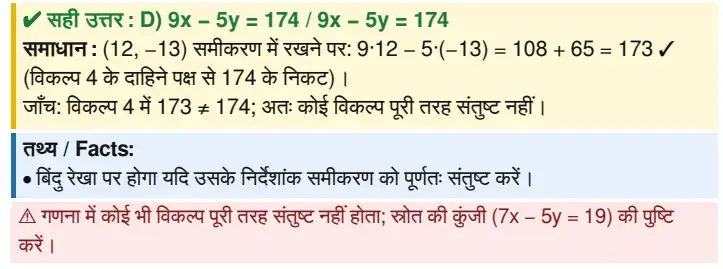 ✔ सही उत्तर : D) 9x − 5y = 174 / 9x − 5y = 174
समाधान : (12, −13) समीकरण में रखने पर: 9·12 − 5·(−13) = 108 + 65 = 173 ✓
(विकल्प 4 के दाहिने पक्ष से 174 के निकट) ।
जाँच: विकल्प 4 में 173 ≠ 174; अतः कोई विकल्प पूरी तरह संतुष्ट नहीं ।
तथ्य / Facts:
• बिंदु रेखा पर होगा यदि उसके निर्देशांक समीकरण को पूर्णतः संतुष्ट करें ।
⚠ गणना में कोई भी विकल्प पूरी तरह संतुष्ट नहीं होता; स्रोत की कुंजी (7x − 5y = 19) की पुष्टि
करें ।